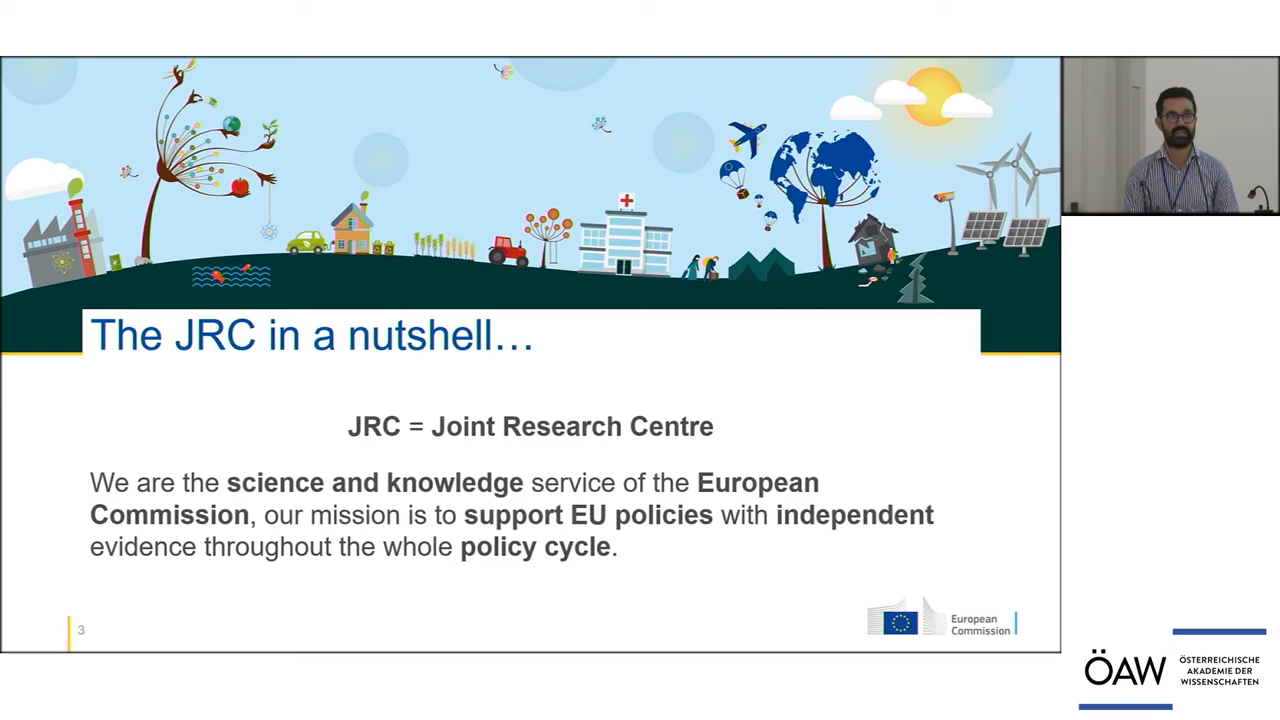 The JRC in a nutshell…
JRC = Joint Research Centre
We are the science and knowledge service of the European
Commission, our mission is to support EU policies with independent
evidence throughout the whole policy cycle.
3
European
Commission
ÖAW
ÖSTERREICHISCHE
AKADEMIE DER
WISSENSCHAFTEN